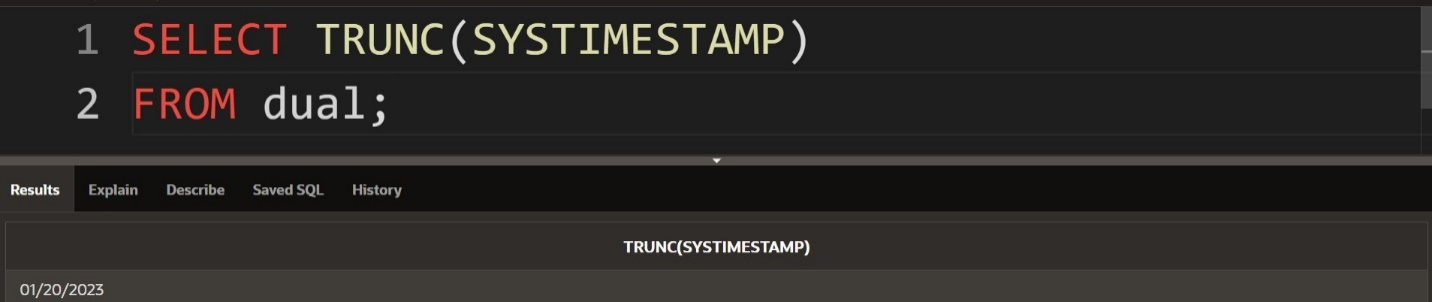 1 SELECT TRUNC(SYSTIMESTAMP)
2 FROM dual;
Results Explain Describe Saved SQL History
TRUNC(SYSTIMESTAMP)
01/20/2023